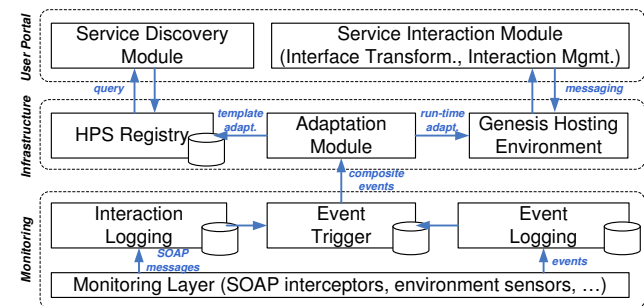 User Portal
Service Discovery
Module
Service Interaction Module
(Interface Transform., Interaction Mgmt.)
query
messaging
Infrastructure
HPS Registry
template
adapt.
Adaptation
Module
run-time
adapt.
Genesis Hosting
Environment
composite
events
Monitoring
Interaction
Logging
Event
Trigger
Event
Logging
SOAP
messages
events
Monitoring Layer (SOAP interceptors, environment sensors, …)